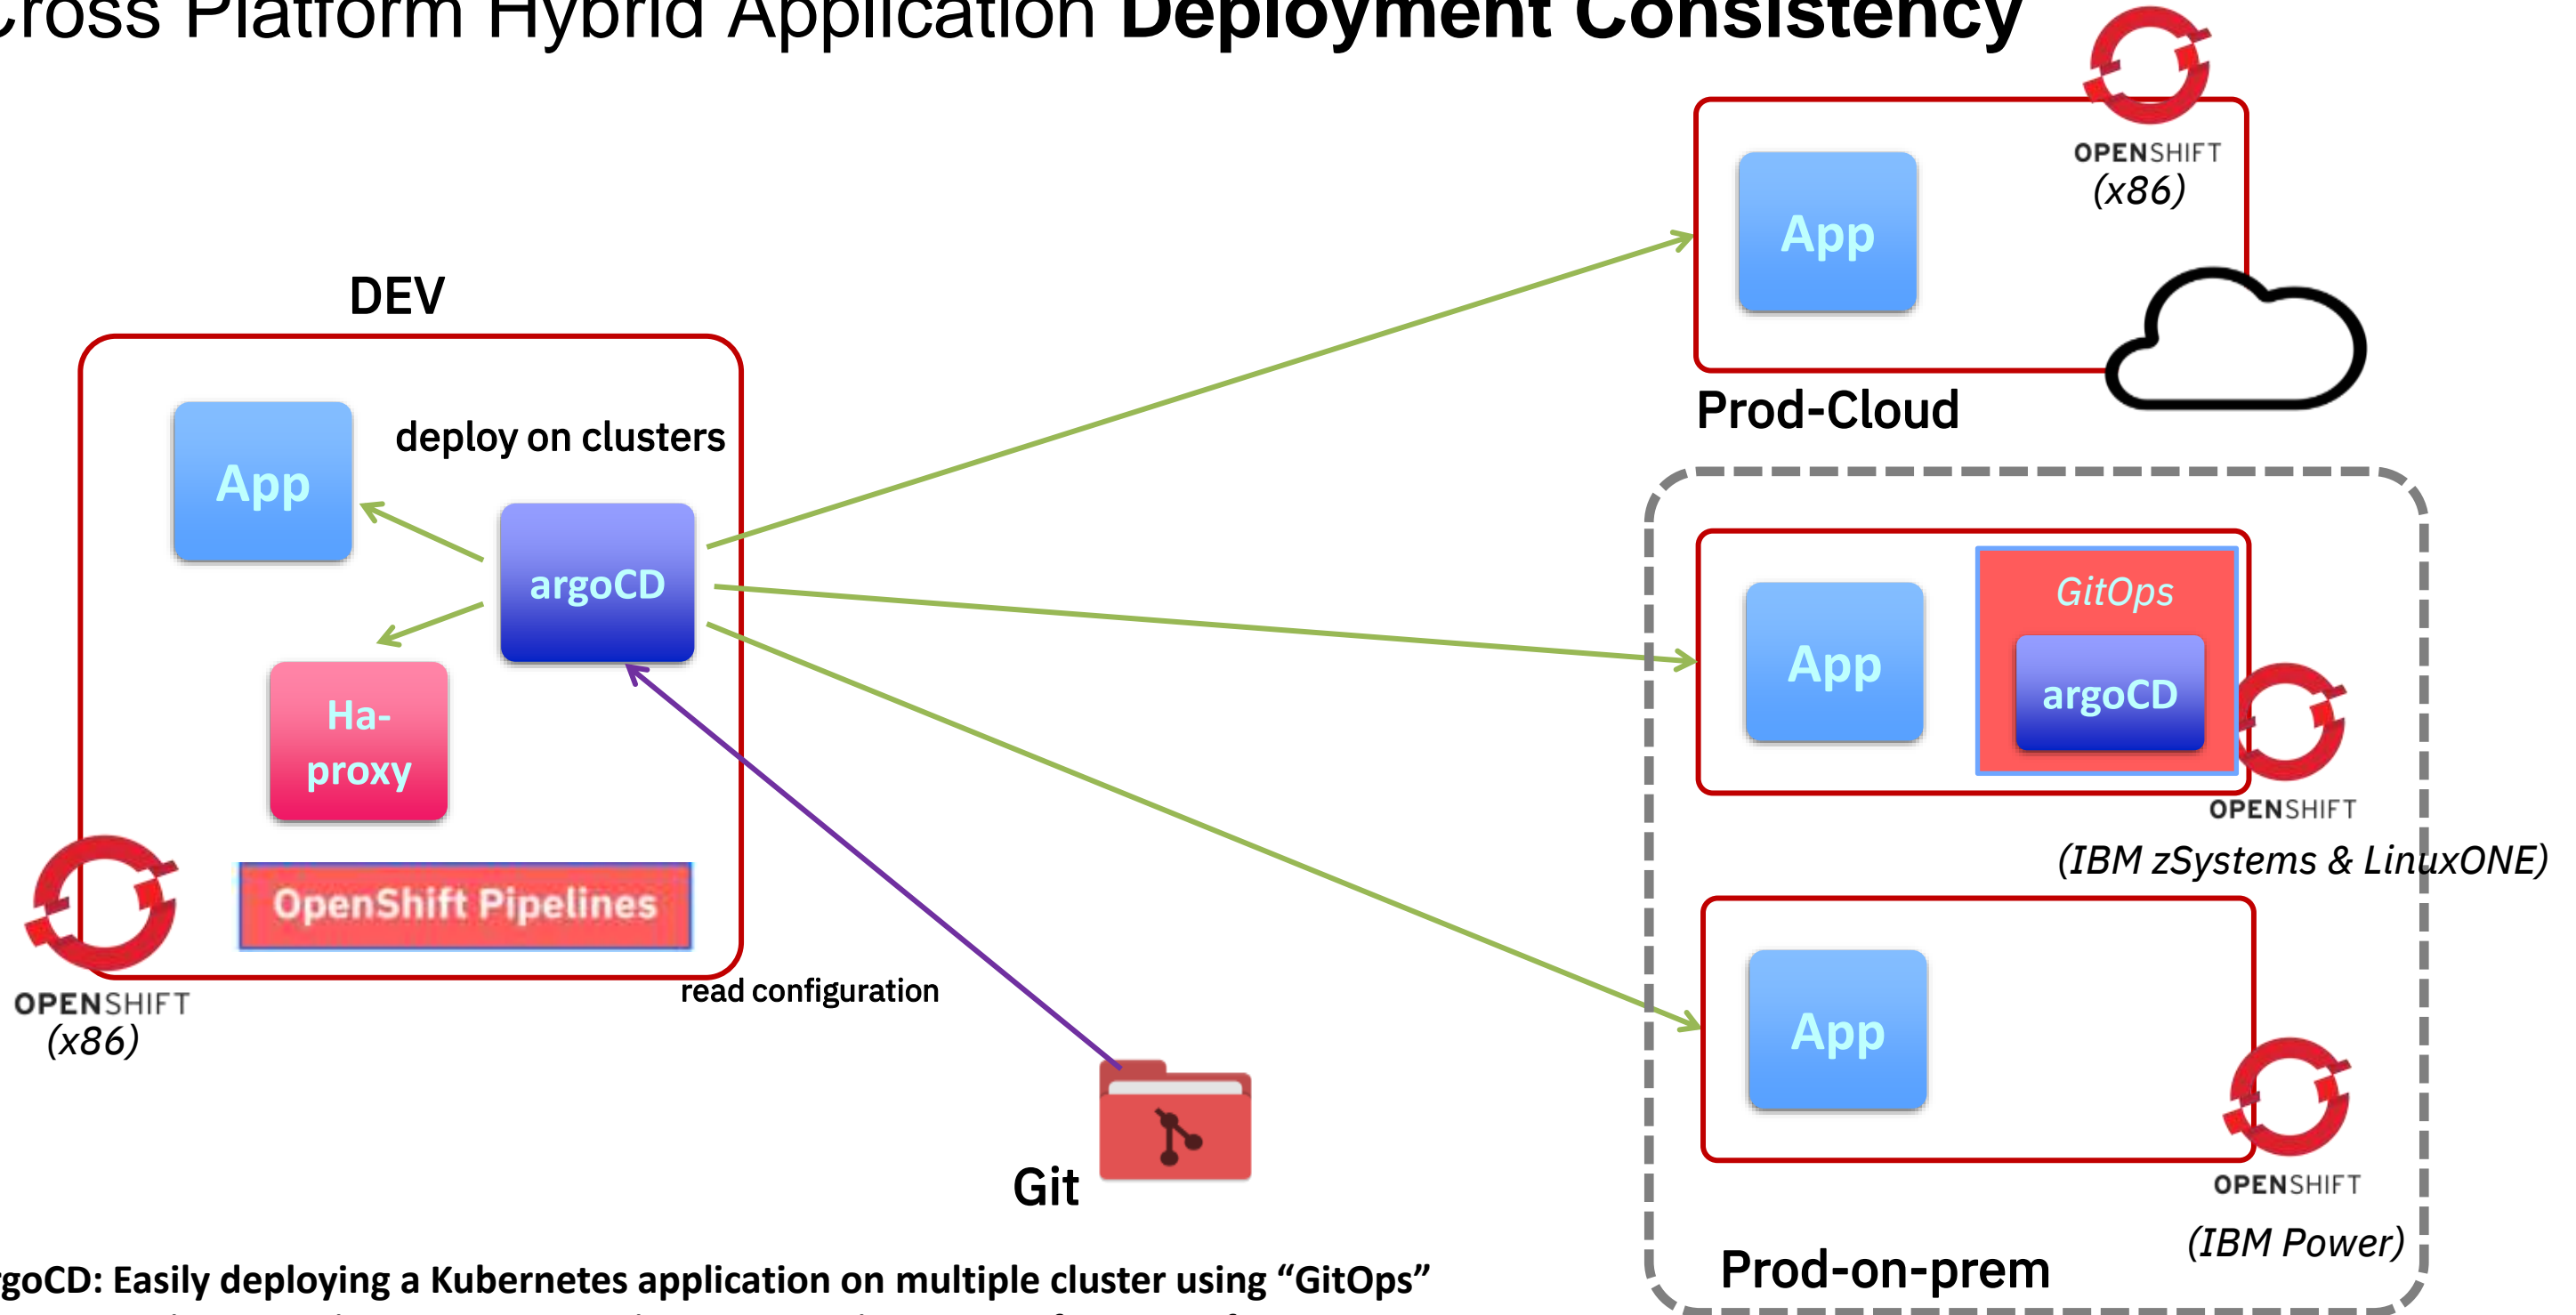 Cross Platform Hybrid Application Deployment Consistency
OPENSHIFT
(x86)
App
Prod-Cloud
DEV
deploy on clusters
App
argoCD
Ha-
proxy
OpenShift Pipelines
OPENSHIFT
(x86)
read configuration
Git
App
GitOps
argoCD
OPENSHIFT
(IBM zSystems & LinuxONE)
App
OPENSHIFT
(IBM Power)
Prod-on-prem
goCD: Easily deploying a Kubernetes application on multiple cluster using “GitOps”